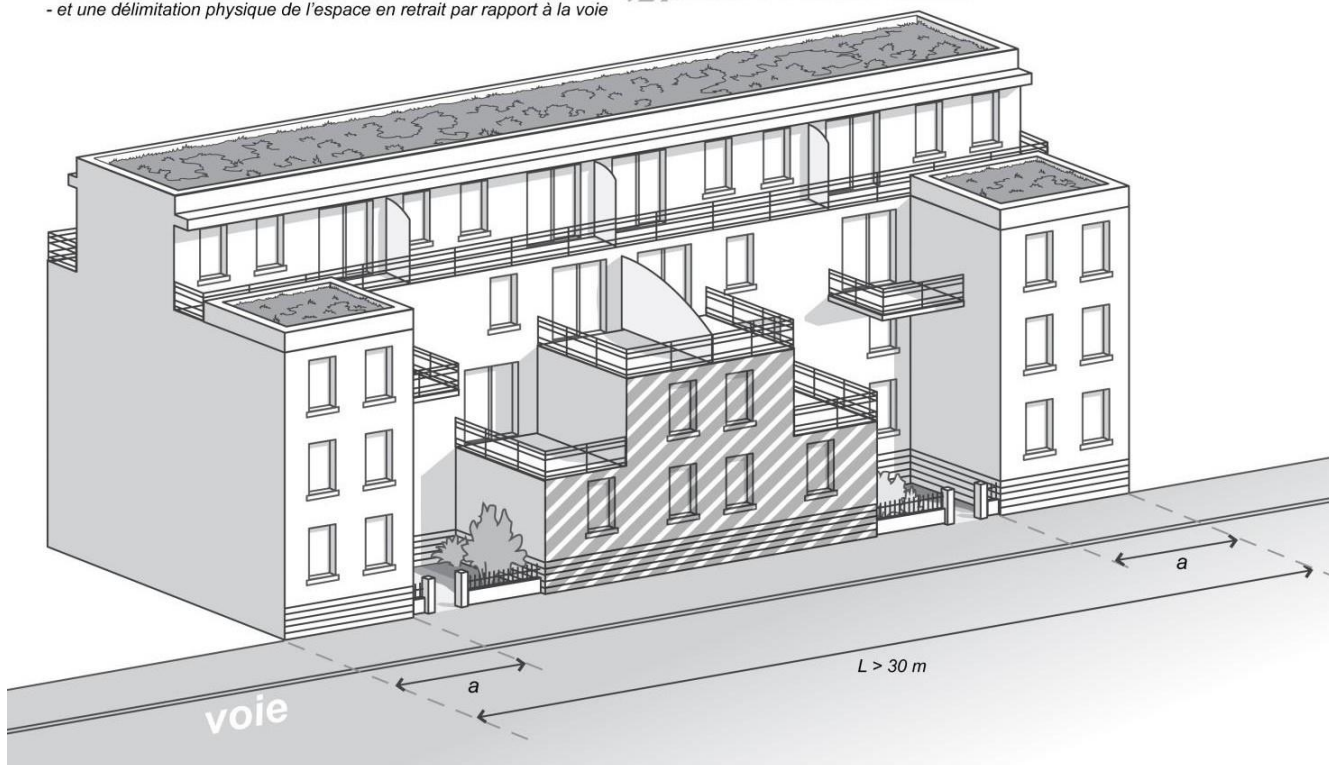 - et une délimitation physique de l'espace en retrait par rapport à la voie
a
a
L > 30 m
voie